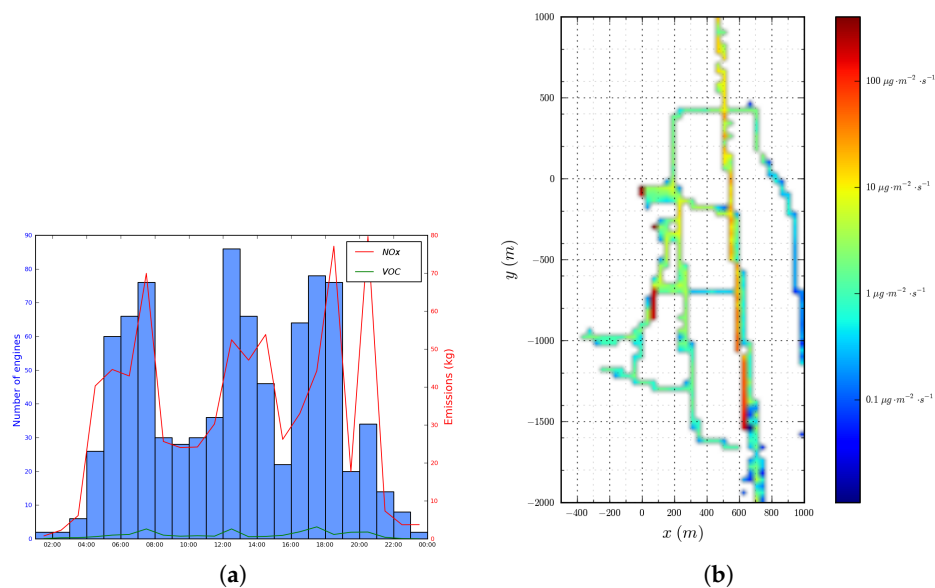 90
80
70
60
50
40
30
20
10
0
Number of engines
02:00 04:00 06:00 08:00 10:00 12:00 14:00 16:00 18:00 20:00 22:00 00:00
NOx
VOC
80
70
60
50
40
30
20
10
0
Emissions (kg)
(a)
1000
500
0
−500
−1000
−1500
−2000
y (m)
−400 −200 0 200 400 600 800 1000
x (m)
100 μg·m⁻²·s⁻¹
10 μg·m⁻²·s⁻¹
1 μg·m⁻²·s⁻¹
0.1 μg·m⁻²·s⁻¹
(b)